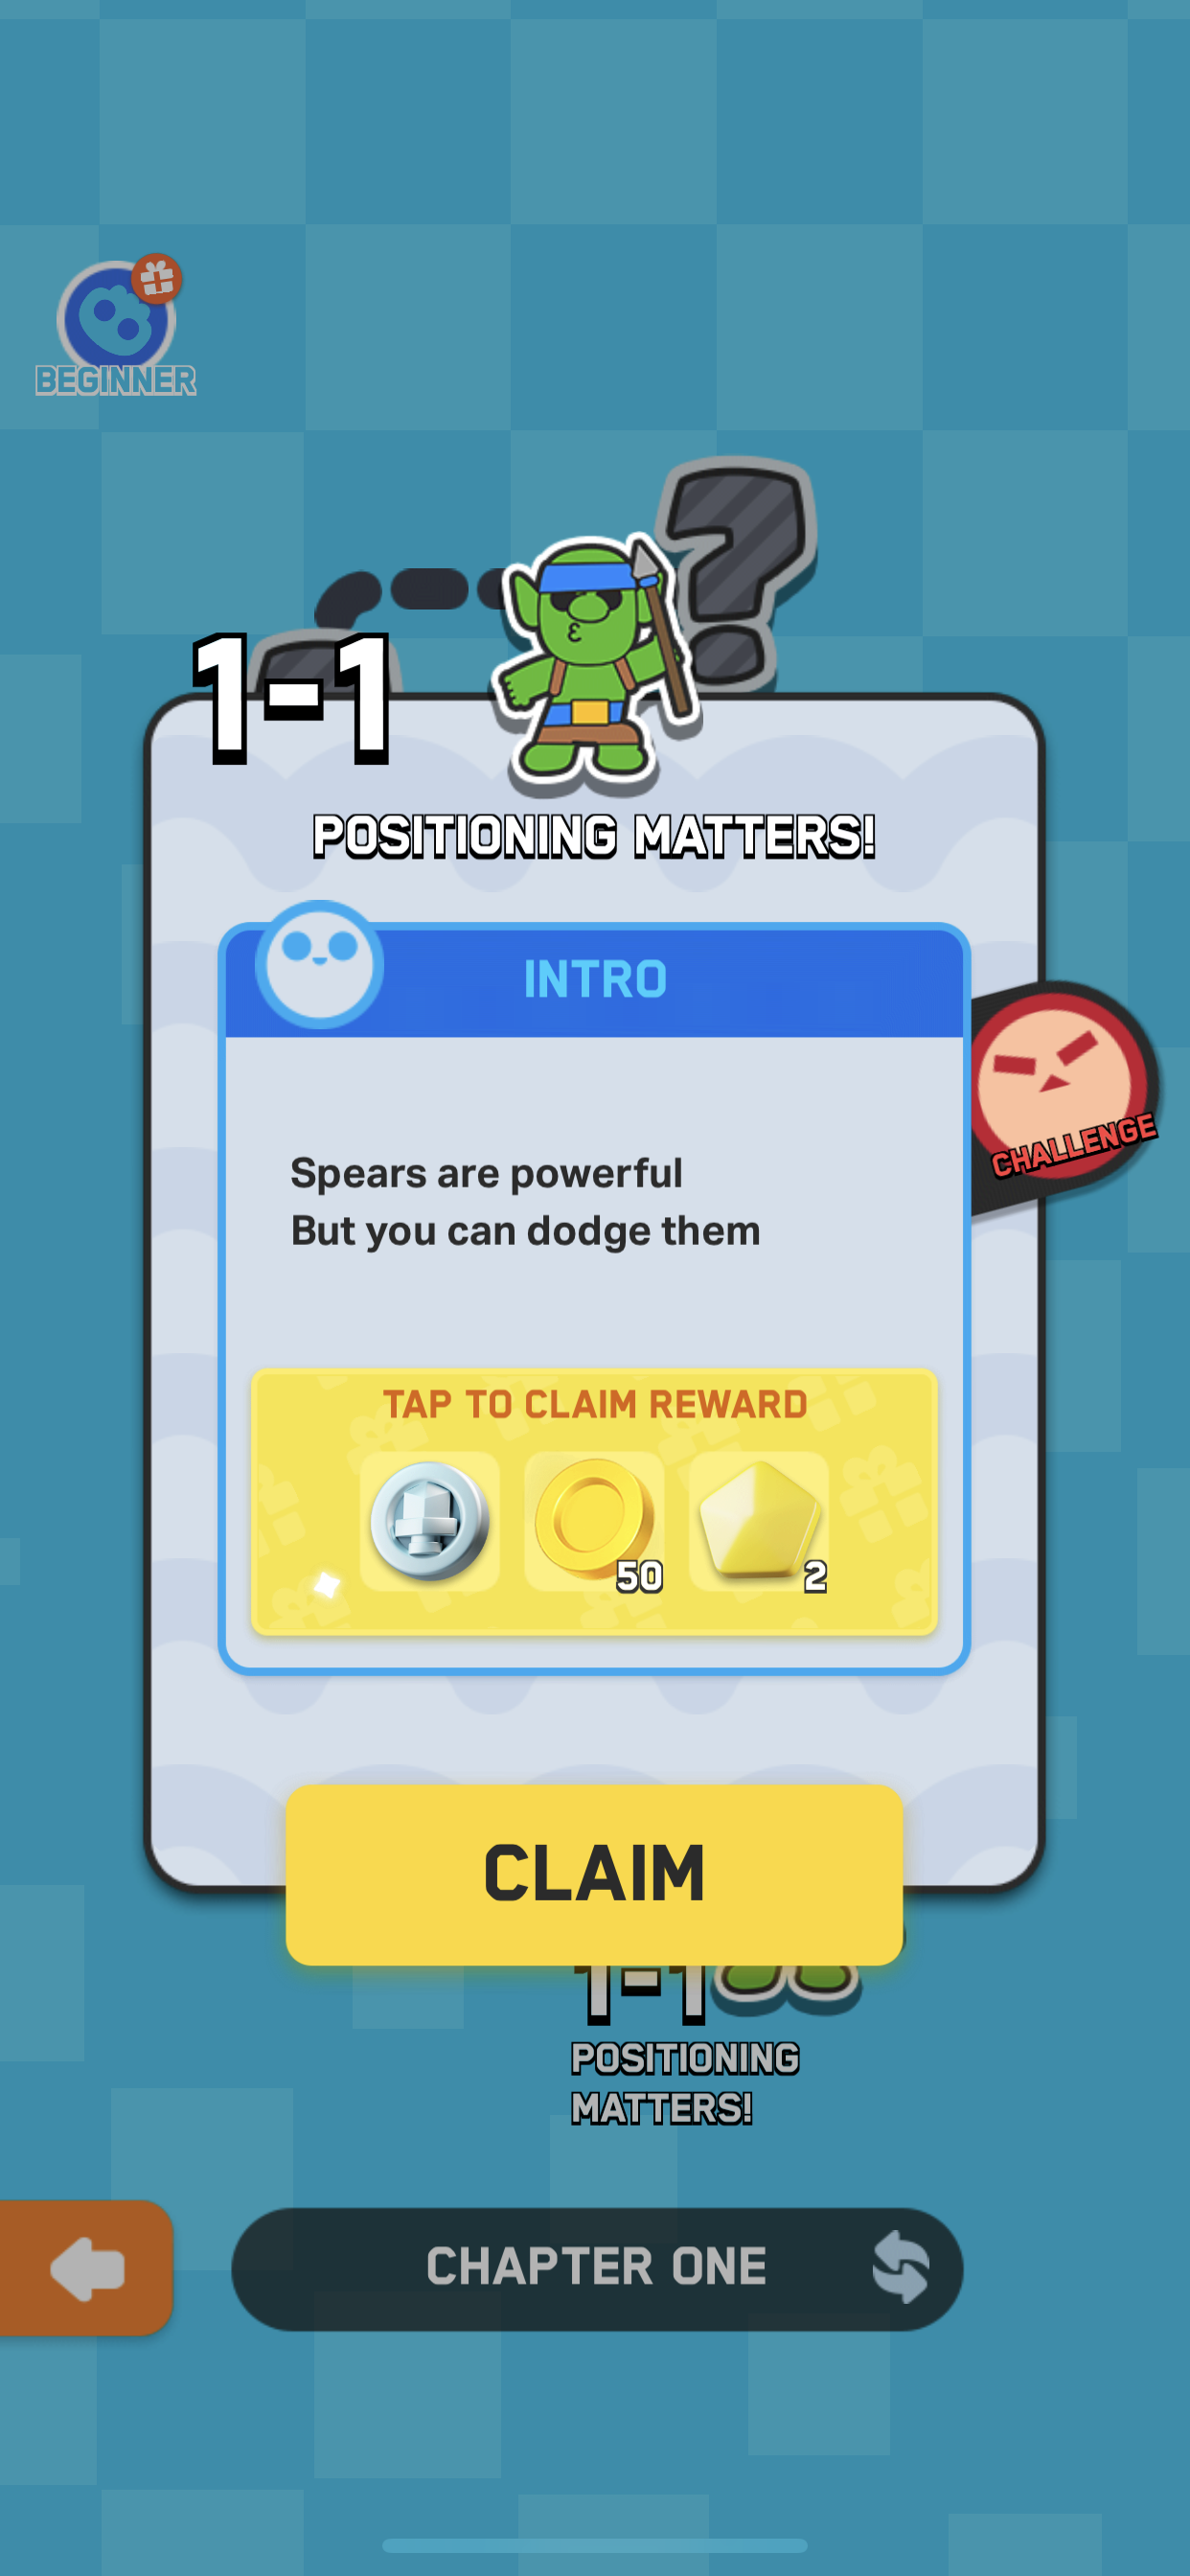 BEGINNER
1-1
POSITIONING MATTERS!
INTRO
Spears are powerful
But you can dodge them
CHALLENGE
TAP TO CLAIM REWARD
50
2
CLAIM
1-1
POSITIONING
MATTERS!
CHAPTER ONE